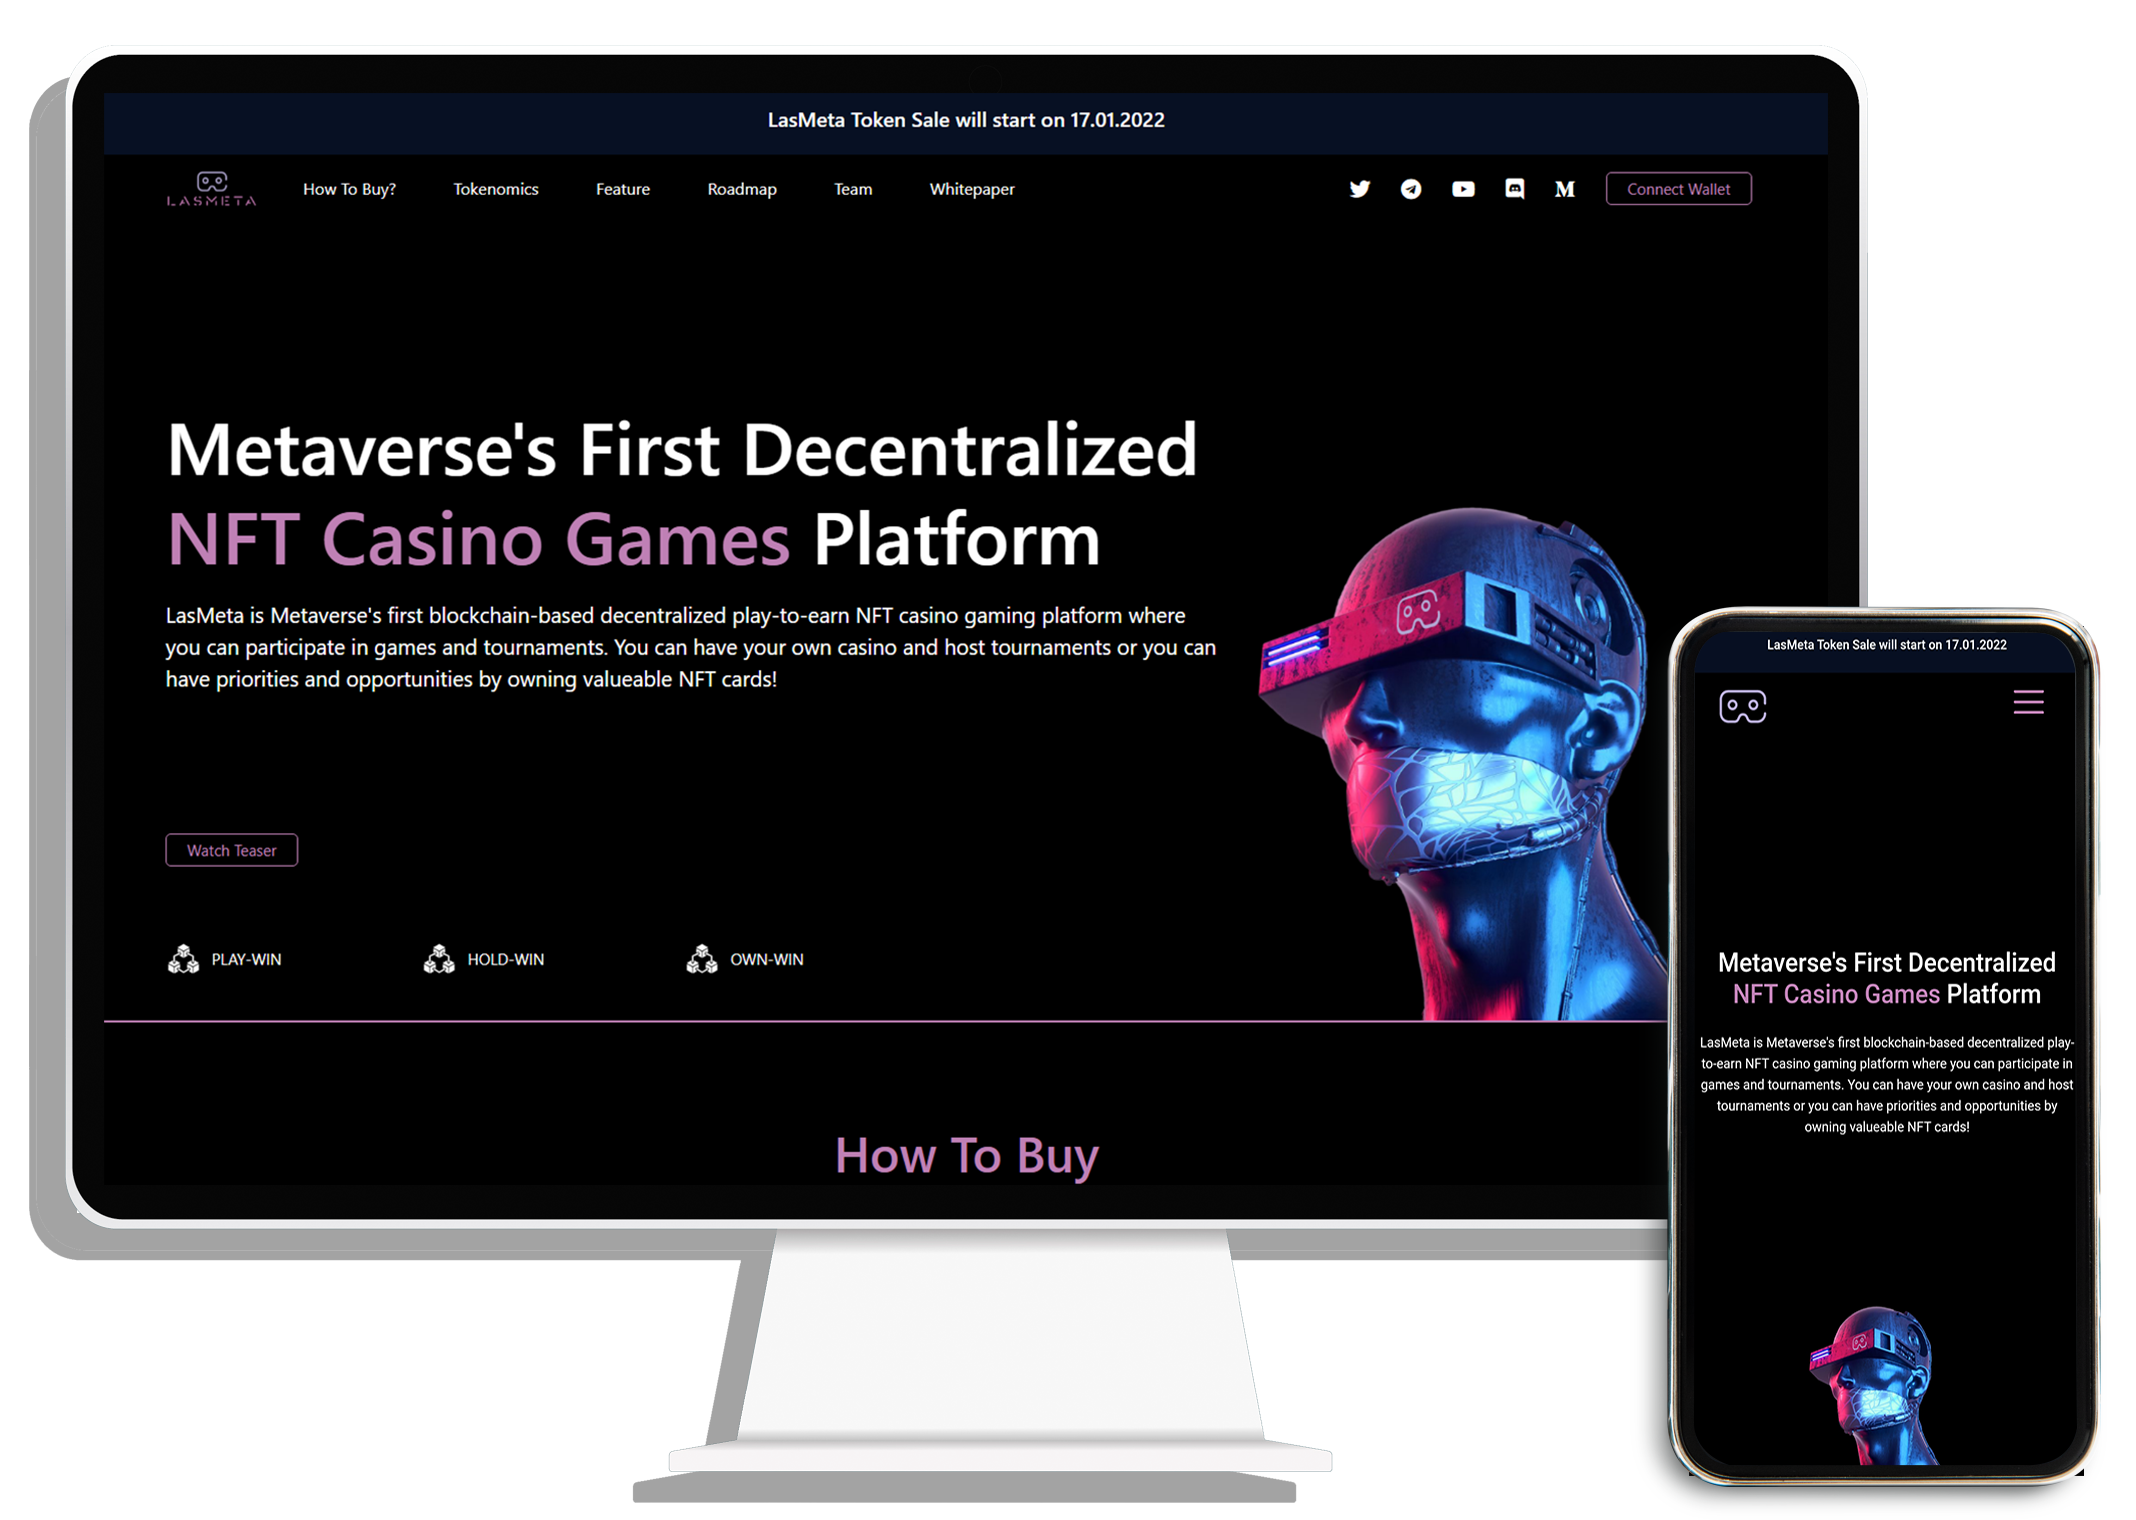 LasMeta Token Sale will start on 17.01.2022
LASMETA
How To Buy?
Tokenomics
Feature
Roadmap
Team
Whitepaper
M
Connect Wallet
Metaverse's First Decentralized
NFT Casino Games Platform
LasMeta is Metaverse's first blockchain-based decentralized play-to-earn NFT casino gaming platform where
you can participate in games and tournaments. You can have your own casino and host tournaments or you can
have priorities and opportunities by owning valueable NFT cards!
Watch Teaser
PLAY-WIN
HOLD-WIN
OWN-WIN
How To Buy
LasMeta Token Sale will start on 17.01.2022
Metaverse's First Decentralized
NFT Casino Games Platform
LasMeta is Metaverse's first blockchain-based decentralized play-
to-earn NFT casino gaming platform where you can participate in
games and tournaments. You can have your own casino and host
tournaments or you can have priorities and opportunities by
owning valueable NFT cards!